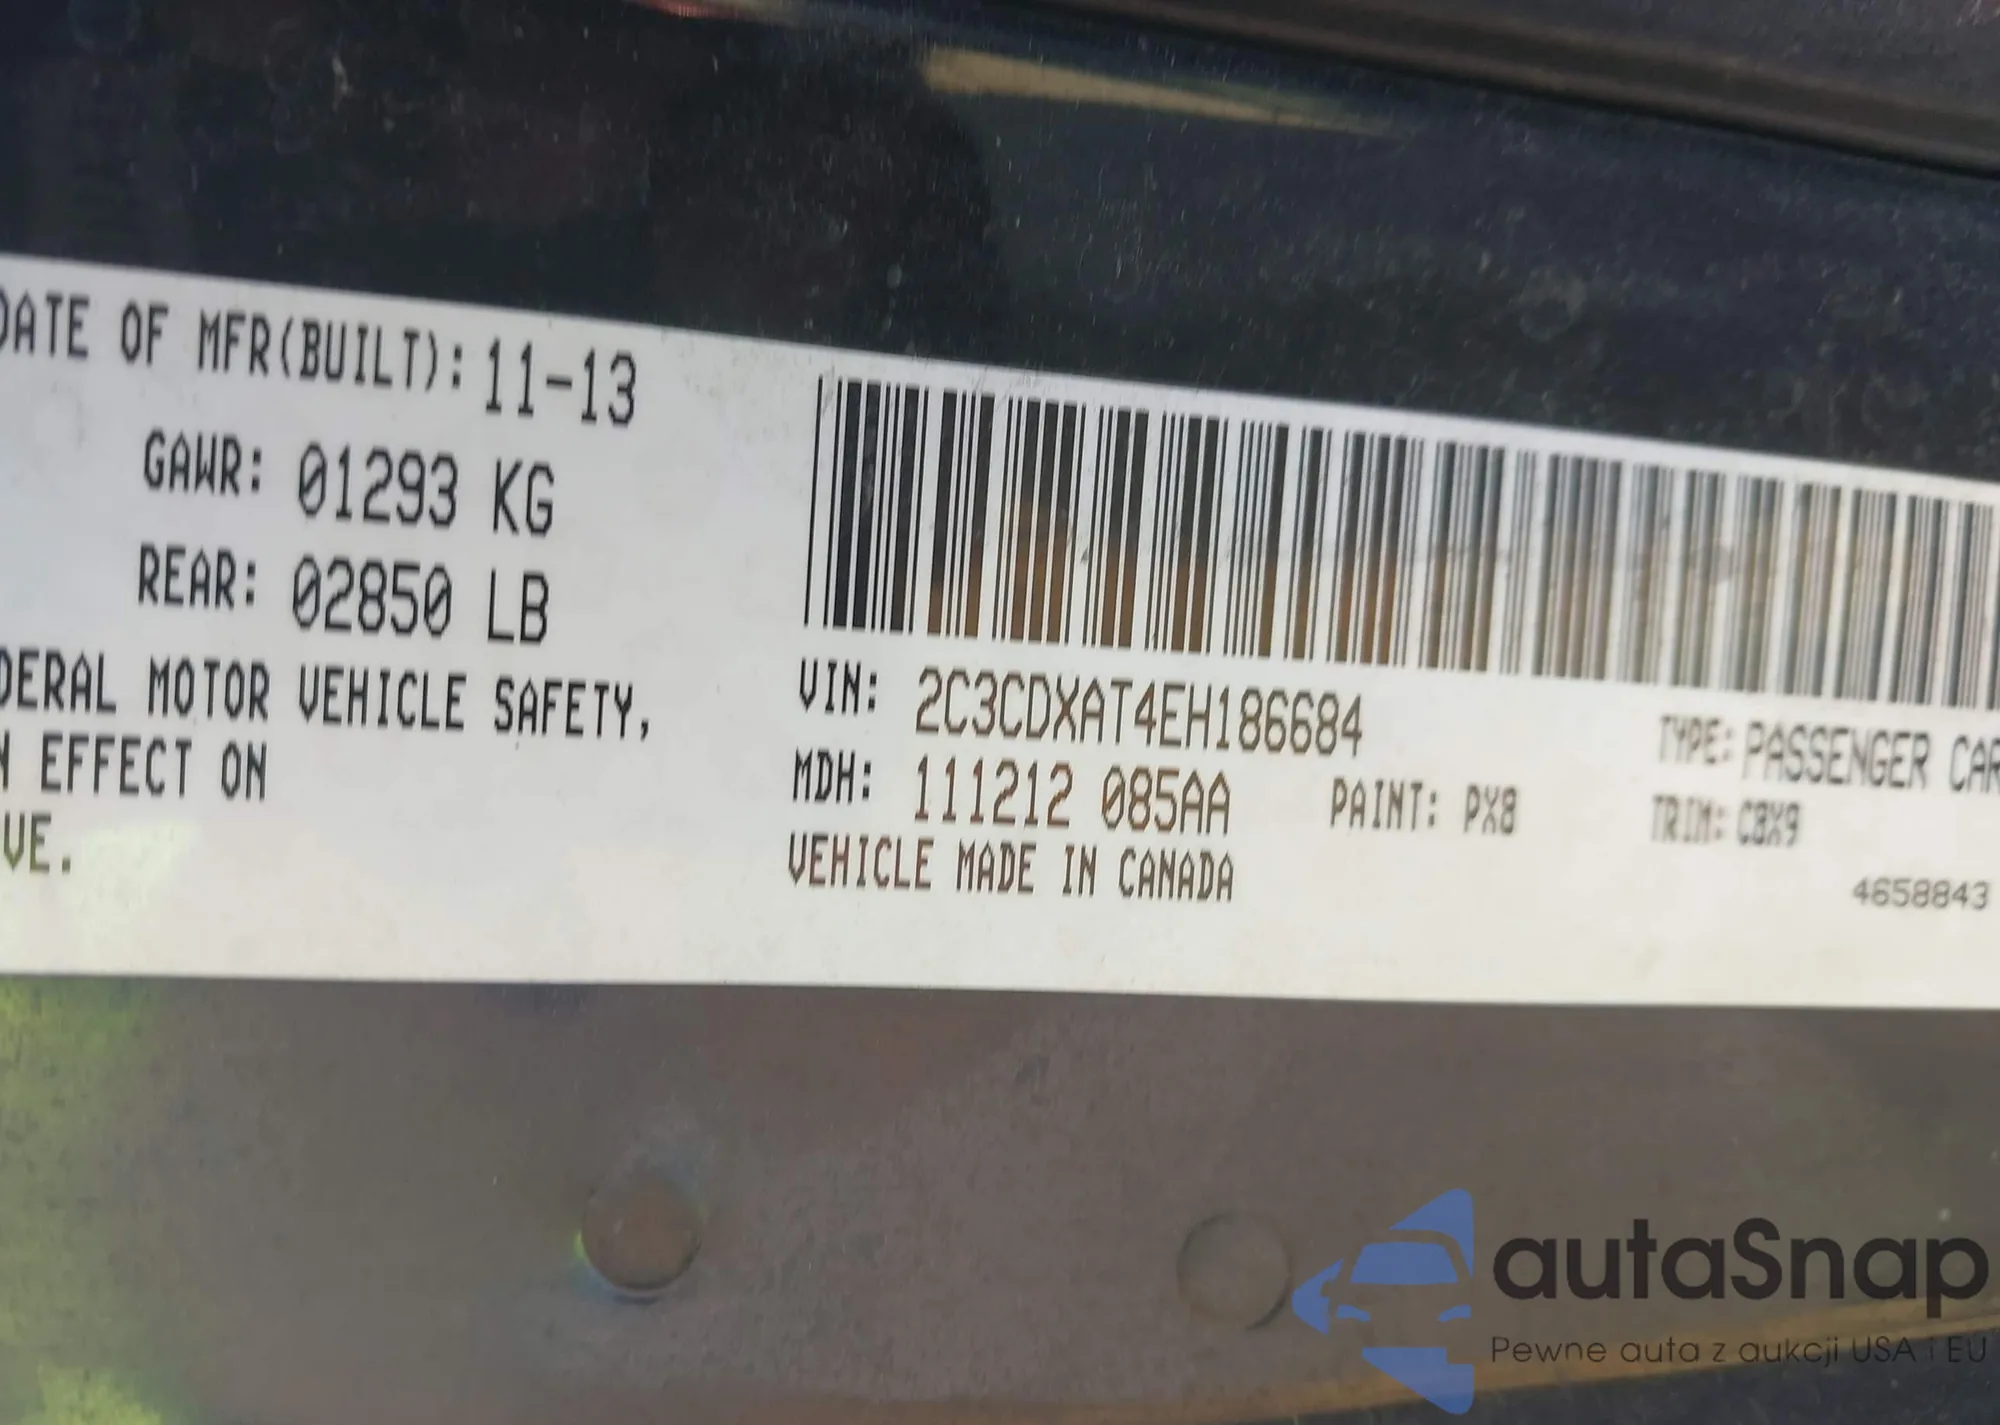 DATE OF MFR(BUILT): 11-13
GAWR: 01293 KG
REAR: 02850 LB
DERAL MOTOR VEHICLE SAFETY,
N EFFECT ON
VE.
VIN: 2C3CDXAT4EH186684
TYPE: PASSENGER CAR
MDH: 111212 085AA PAINT: PX8 TRIM: C8X9
VEHICLE MADE IN CANADA
4658843
autaSnap
Pewne auta z aukcji USA i EU